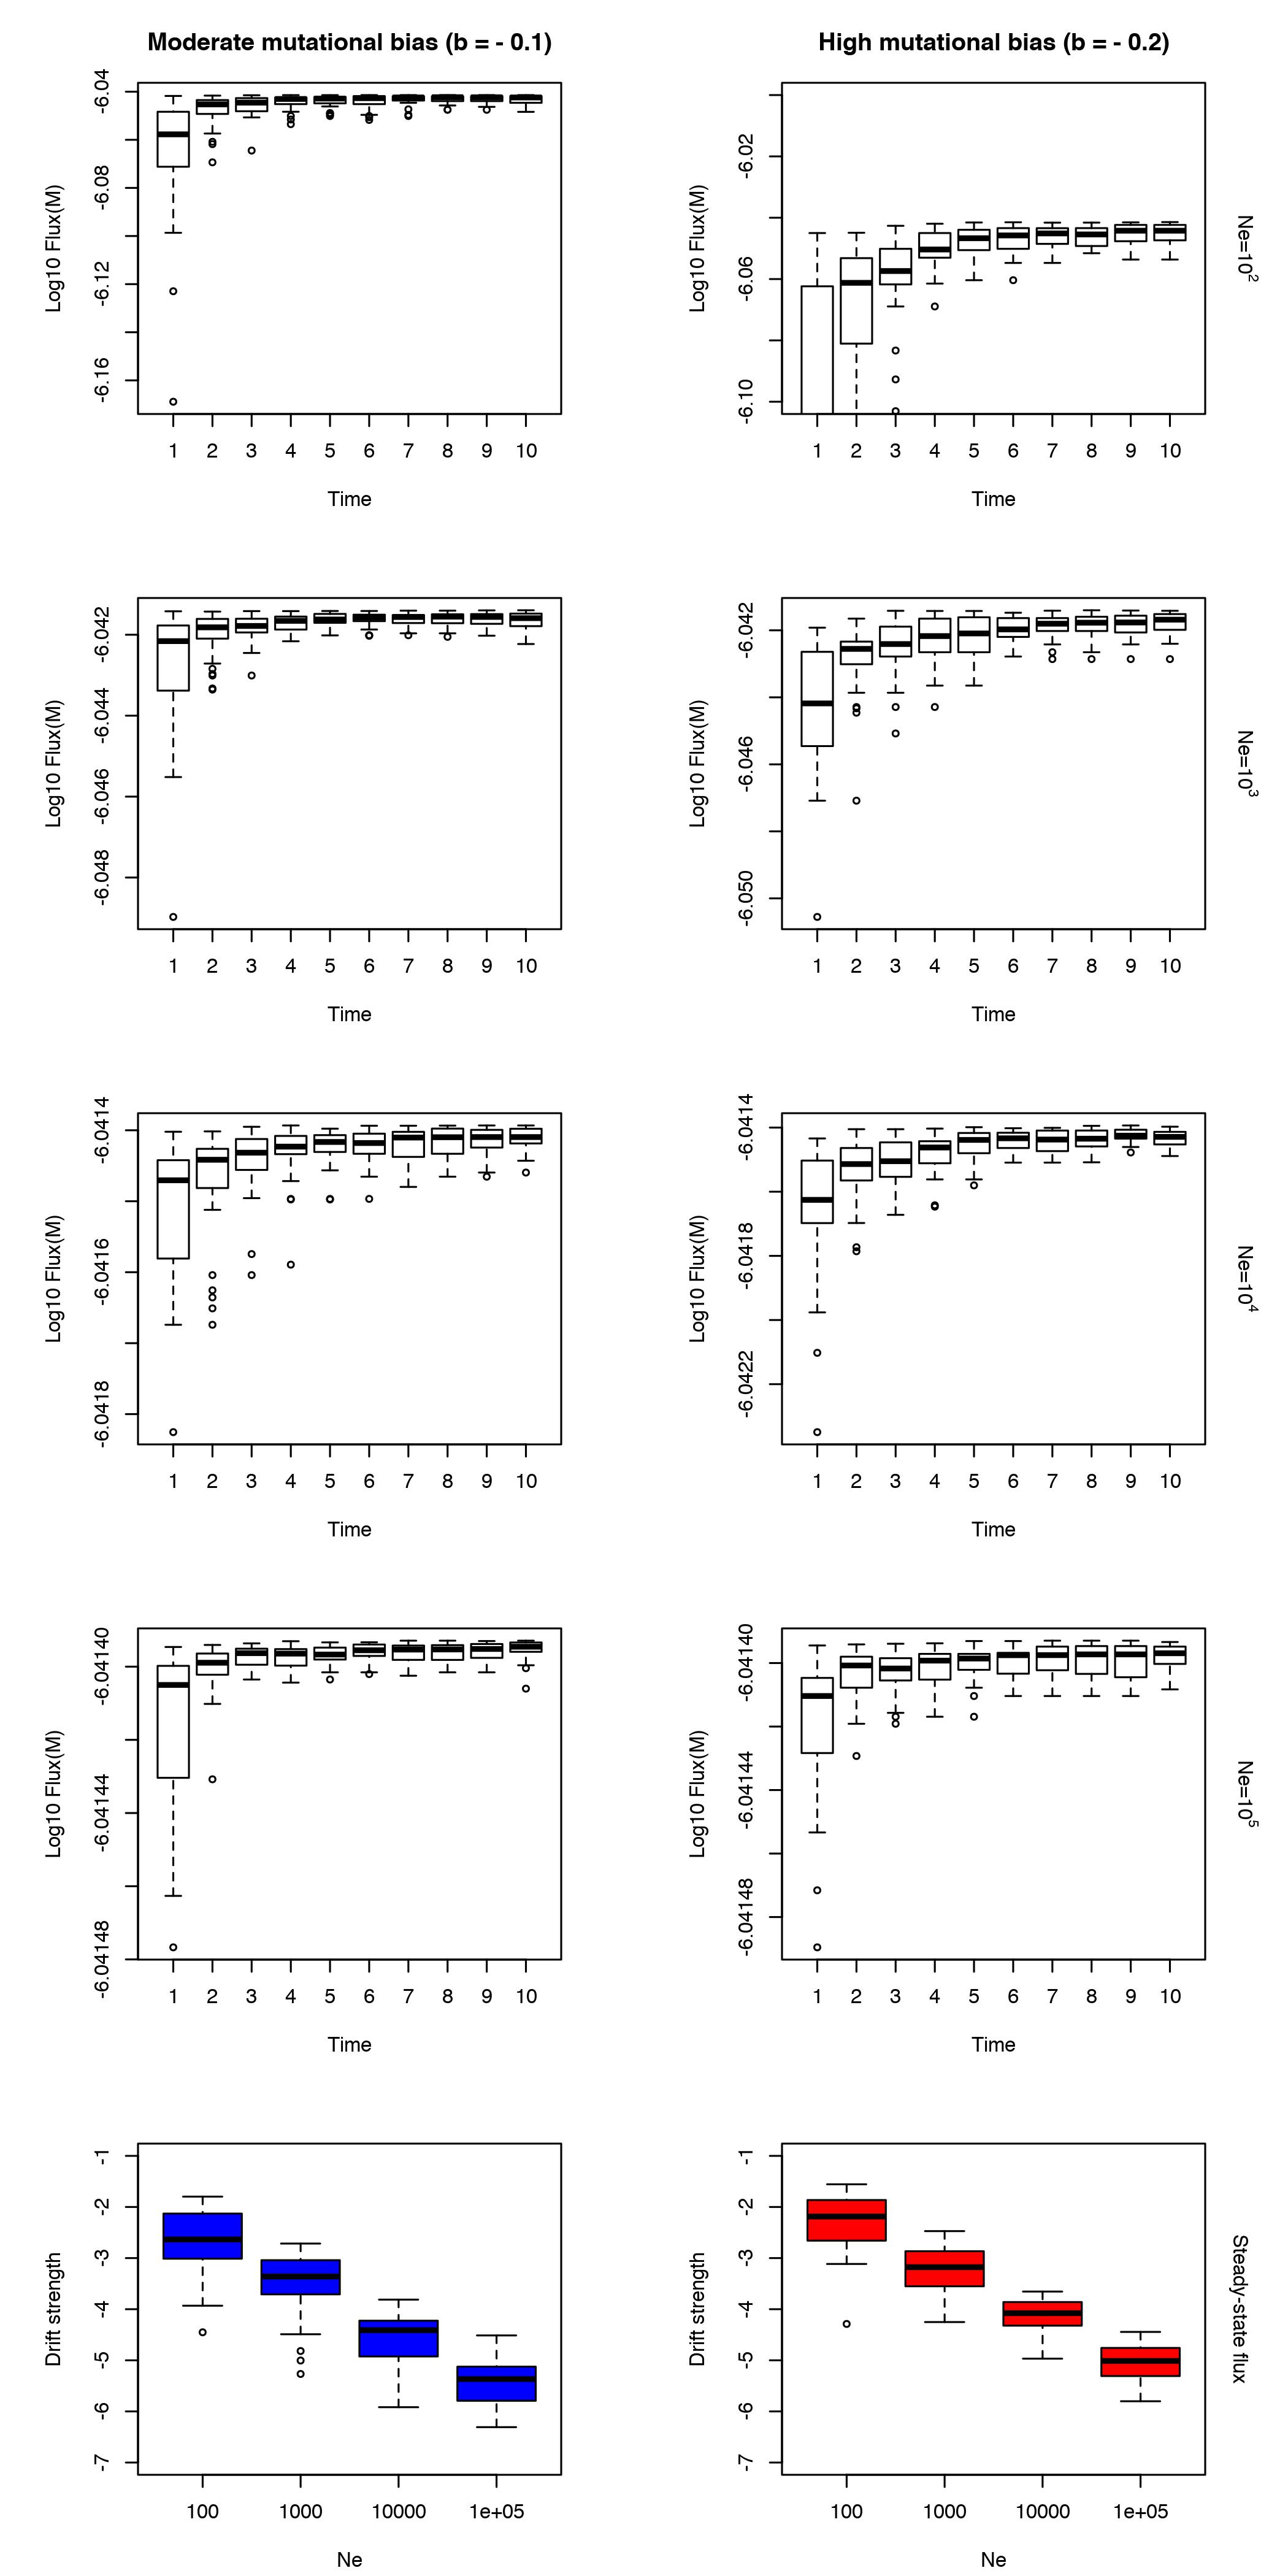 Moderate mutational bias (b = - 0.1)
High mutational bias (b = - 0.2)
Log10 Flux(M)
-6.04
-6.08
-6.12
-6.16
1 2 3 4 5 6 7 8 9 10
Time
Log10 Flux(M)
-6.02
-6.06
-6.10
1 2 3 4 5 6 7 8 9 10
Time
Ne=10²
Log10 Flux(M)
-6.042
-6.044
-6.046
-6.048
1 2 3 4 5 6 7 8 9 10
Time
Log10 Flux(M)
-6.042
-6.046
-6.050
1 2 3 4 5 6 7 8 9 10
Time
Ne=10³
Log10 Flux(M)
-6.0414
-6.0416
-6.0418
1 2 3 4 5 6 7 8 9 10
Time
Log10 Flux(M)
-6.0414
-6.0418
-6.0422
1 2 3 4 5 6 7 8 9 10
Time
Ne=10⁴
Log10 Flux(M)
-6.04140
-6.04144
-6.04148
1 2 3 4 5 6 7 8 9 10
Time
Log10 Flux(M)
-6.04140
-6.04144
-6.04148
1 2 3 4 5 6 7 8 9 10
Time
Ne=10⁵
Drift strength
-1
-2
-3
-4
-5
-6
-7
100 1000 10000 1e+05
Ne
Drift strength
-1
-2
-3
-4
-5
-6
-7
100 1000 10000 1e+05
Ne
Steady-state flux